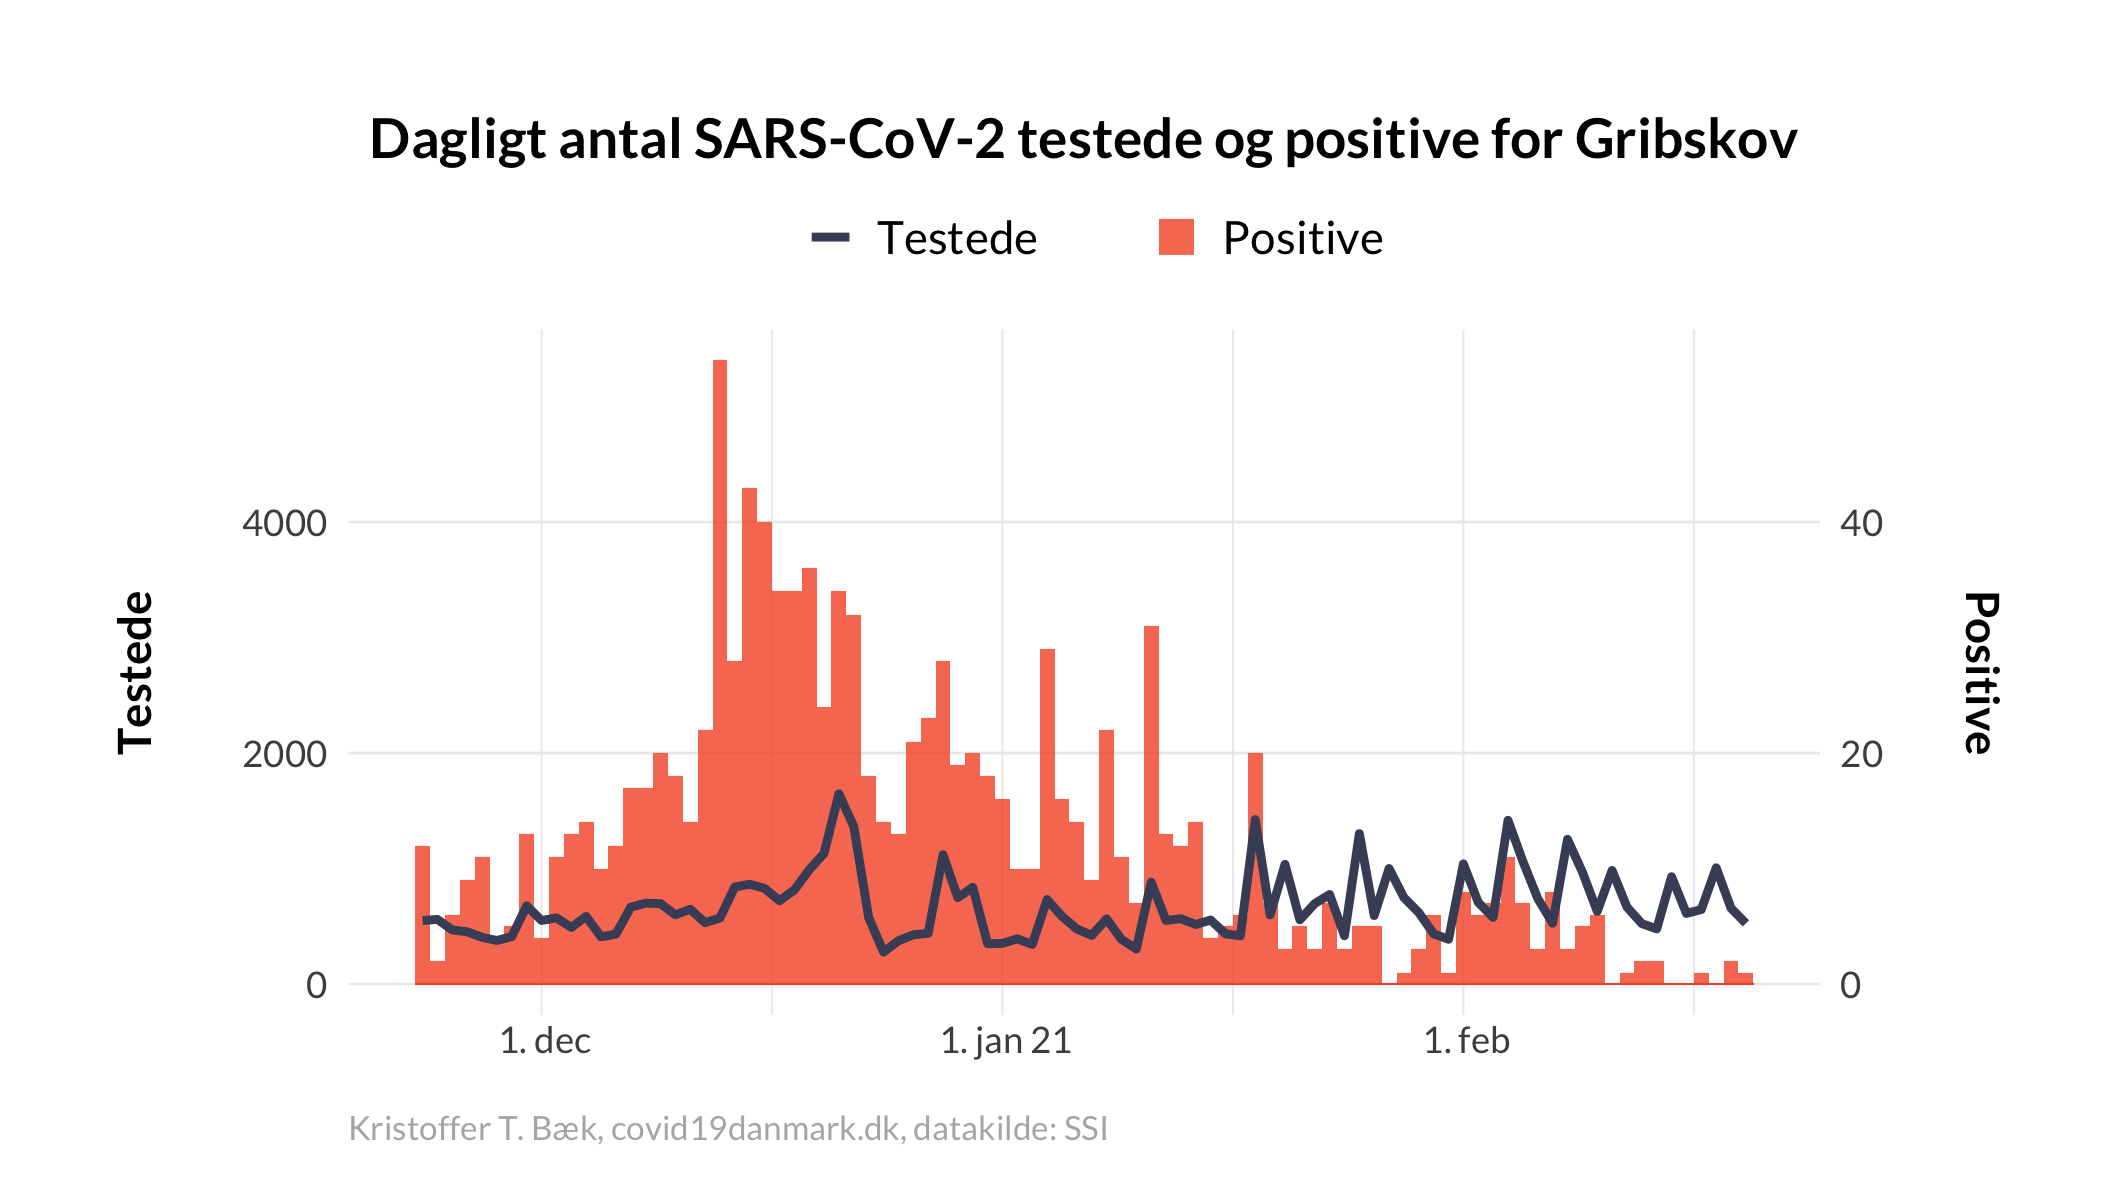 Dagligt antal SARS-CoV-2 testede og positive for Gribskov
Testede Positive
4000 40
Testede Positive
2000 20
0 0
1. dec 1. jan 21 1. feb
Kristoffer T. Bæk, covid19danmark.dk, datakilde: SSI